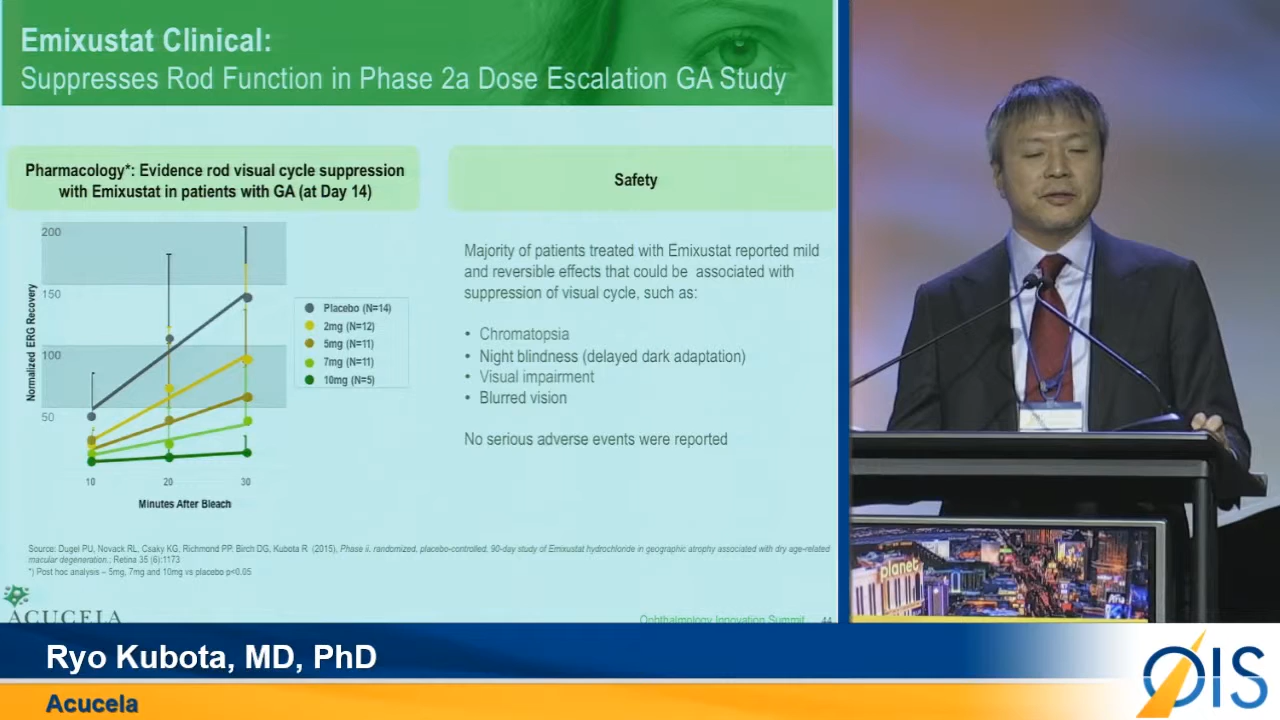 Emixustat Clinical:
Suppresses Rod Function in Phase 2a Dose Escalation GA Study
Pharmacology*: Evidence rod visual cycle suppression
with Emixustat in patients with GA (at Day 14)
Safety
200
150
100
50
Normalized ERG Recovery
10
20
30
Minutes After Bleach
Placebo (N=14)
2mg (N=12)
5mg (N=11)
7mg (N=11)
10mg (N=5)
Majority of patients treated with Emixustat reported mild
and reversible effects that could be associated with
suppression of visual cycle, such as:
• Chromatopsia
• Night blindness (delayed dark adaptation)
• Visual impairment
• Blurred vision
No serious adverse events were reported
Source: Dugel PU, Novack RL, Csaky KG, Richmond PP. Birch DG, Kubota R (2015), Phase ii, randomized, placebo-controlled, 90-day study of Emixustat hydrochloride in geographic atrophy associated with dry age-related
macular degeneration.; Retina 35 (6):1173
*) Post hoc analysis – 5mg, 7mg and 10mg vs placebo p<0.05
ACUCELA
Ophthalmology Innovation Summit
44
planet
Ryo Kubota, MD, PhD
Acucela
OIS